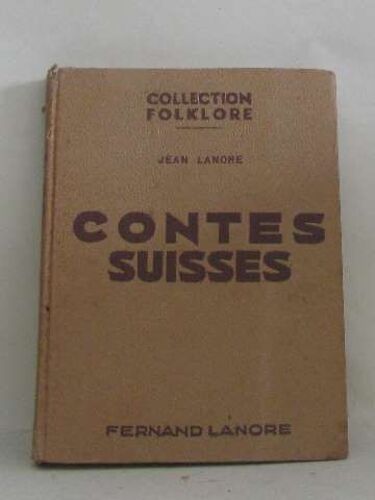 COLLECTION
FOLKLORE
JEAN LANORE
CONTES
SUISSES
FERNAND LANORE